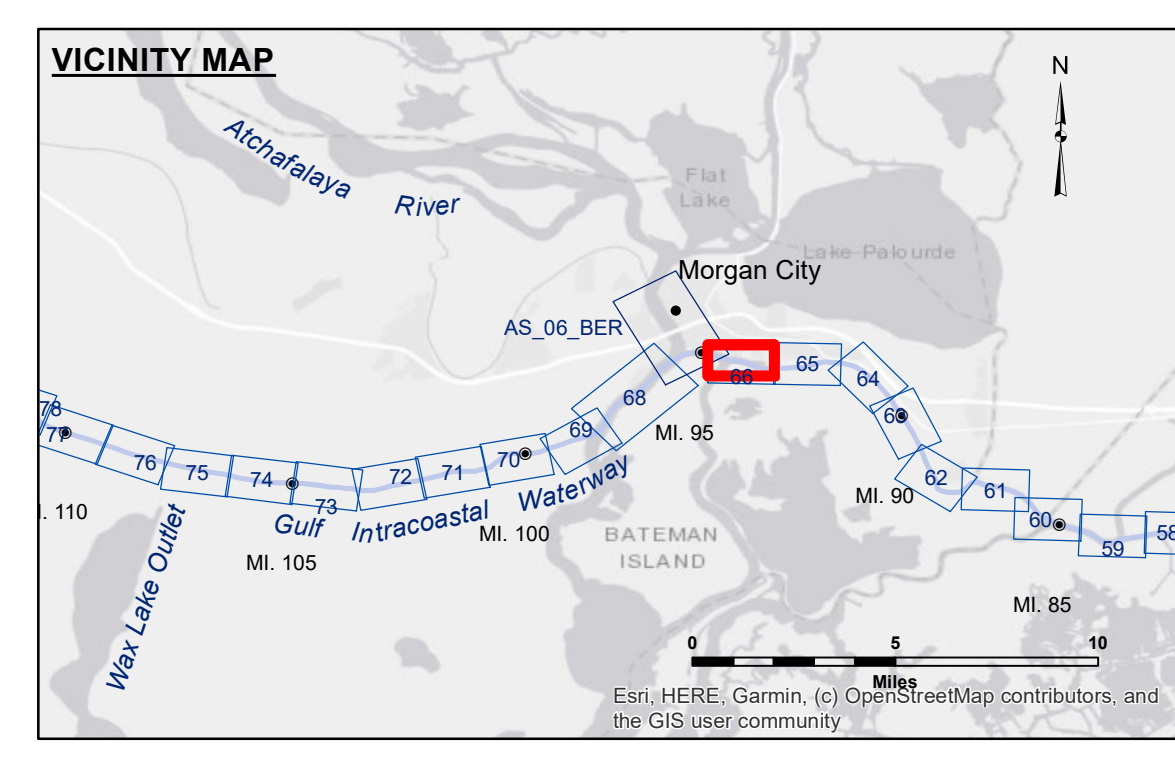 VICINITY MAP
N
Atchafalaya
River
Flat
Lake
Lake Palourde
Morgan City
AS_06_BER
66
65
64
63
68
69
MI. 95
78
77
76
75
74
73
72
71
70
62
61
60
59
58
MI. 90
. 110
Gulf Intracoastal Waterway
MI. 100
MI. 105
Wax Lake Outlet
BATEMAN
ISLAND
MI. 85
0 5 10
Miles
Esri, HERE, Garmin, (c) OpenStreetMap contributors, and
the GIS user community